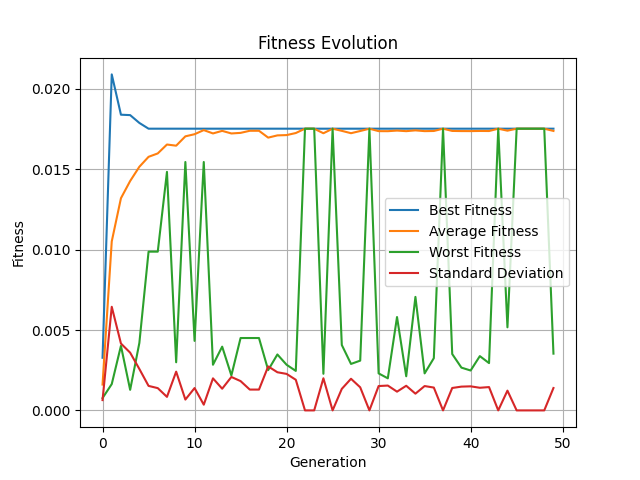 Fitness Evolution
Fitness
0.020
0.015
0.010
0.005
0.000
Best Fitness
Average Fitness
Worst Fitness
Standard Deviation
0
10
20
30
40
50
Generation